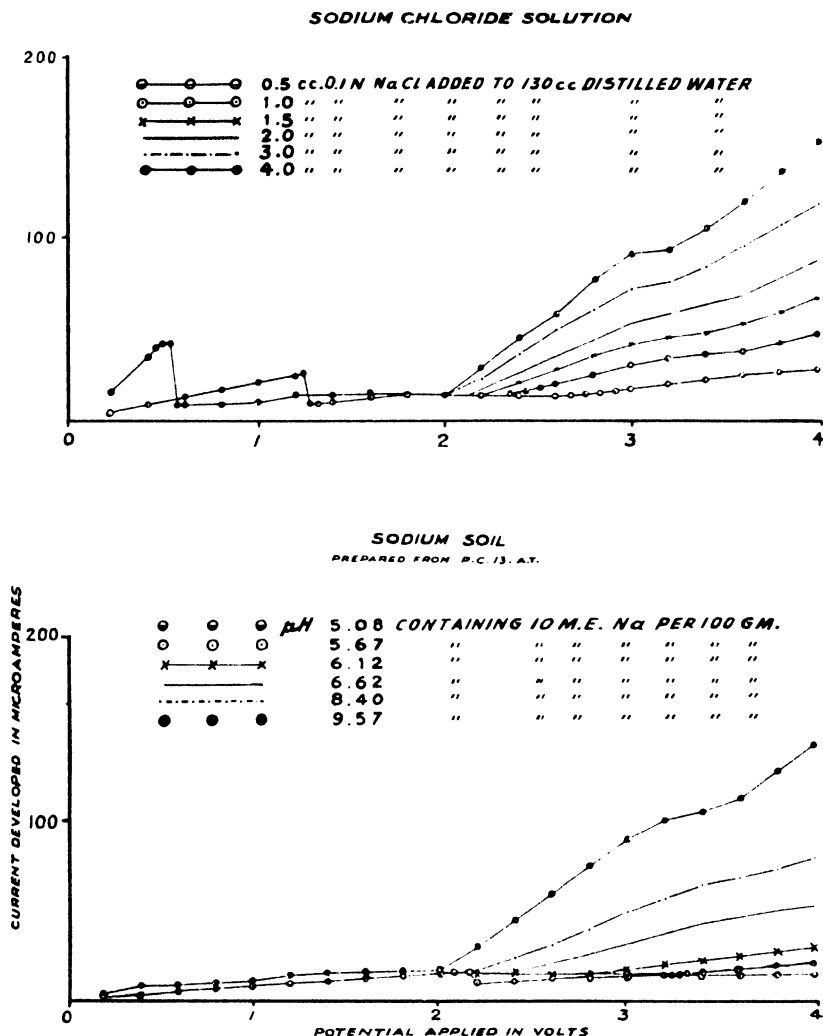 SODIUM CHLORIDE SOLUTION
200
0.5 cc. 0.1 N NaCl ADDED TO 130 cc DISTILLED WATER
1.0 " " " " " " " "
1.5 " " " " " " " "
2.0 " " " " " " " "
3.0 " " " " " " " "
4.0 " " " " " " " "
100
0 1 2 3 4
SODIUM SOIL
PREPARED FROM P.C. 13. A.T.
CURRENT DEVELOPED IN MICROAMPERES
200
pH 5.08 CONTAINING 10 M.E. Na PER 100 GM.
5.67 " " " " " " "
6.12 " " " " " " "
6.62 " " " " " " "
8.40 " " " " " " "
9.57 " " " " " " "
100
0 1 2 3 4
POTENTIAL APPLIED IN VOLTS